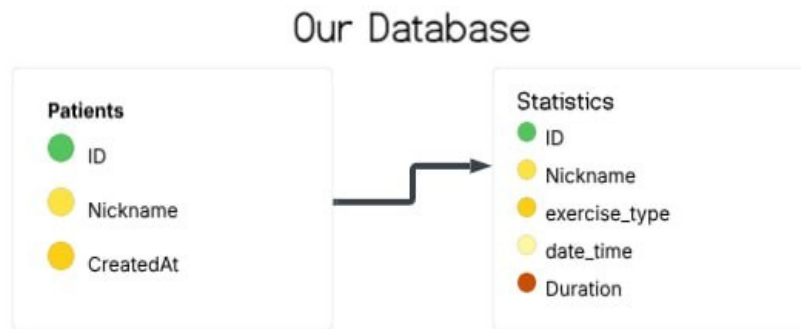 Our Database
Patients
ID
Nickname
CreatedAt
Statistics
ID
Nickname
exercise_type
date_time
Duration